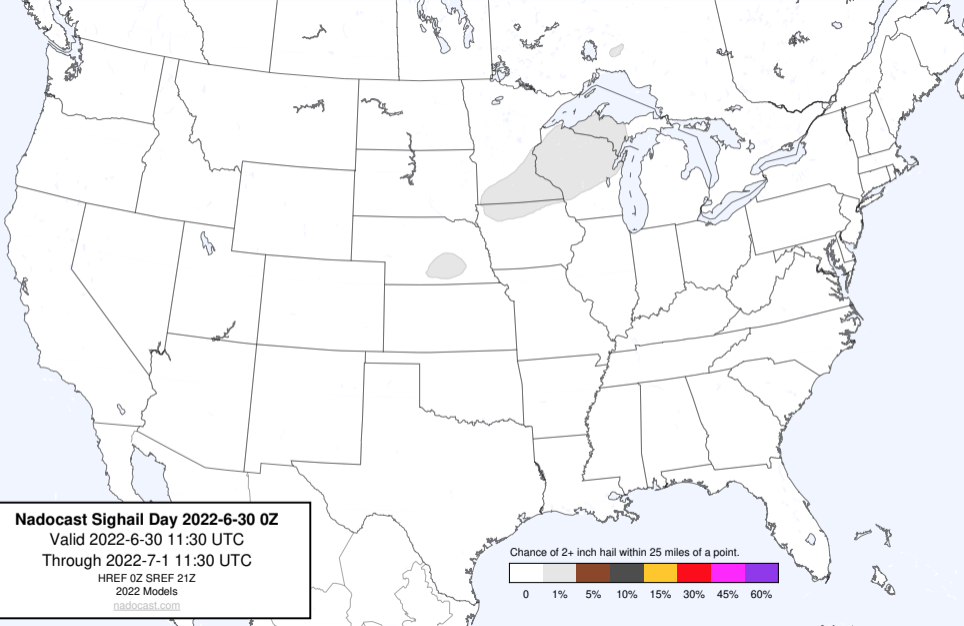 Nadocast Sighail Day 2022-6-30 0Z
Valid 2022-6-30 11:30 UTC
Through 2022-7-1 11:30 UTC
HREF 0Z SREF 21Z
2022 Models
nadocast.com
Chance of 2+ inch hail within 25 miles of a point.
0 1% 5% 10% 15% 30% 45% 60%